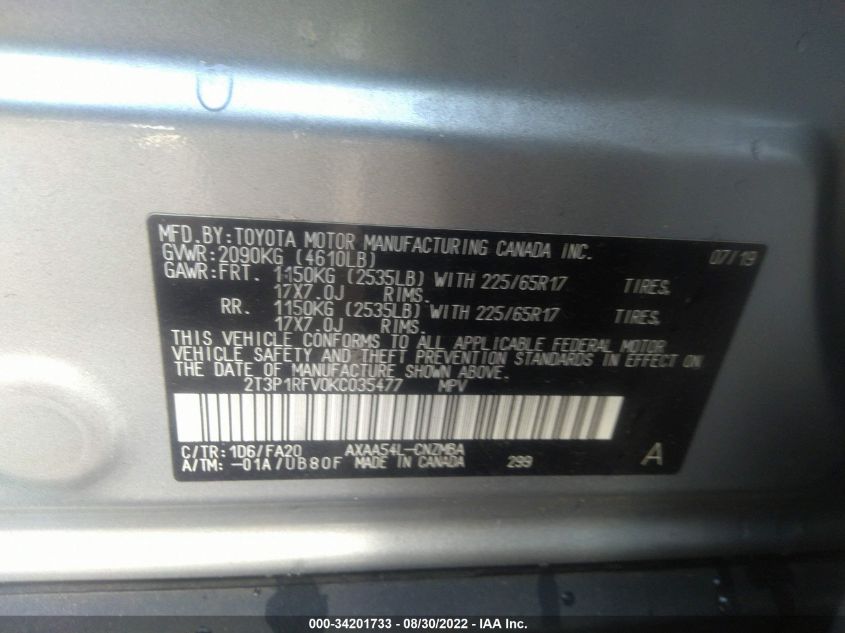 MFD.BY:TOYOTA MOTOR MANUFACTURING CANADA INC. 07/19
GVWR:2090KG (4610LB)
GAWR:FRT. 1150KG (2535LB) WITH 225/65R17 TIRES.
17X7.0J RIMS.
RR. 1150KG (2535LB) WITH 225/65R17 TIRES.
17X7.0J RIMS.
THIS VEHICLE CONFORMS TO ALL APPLICABLE FEDERAL MOTOR
VEHICLE SAFETY AND THEFT PREVENTION STANDARDS IN EFFECT ON
THE DATE OF MANUFACTURE SHOWN ABOVE.
2T3P1RFV0KC035477 MPV
C/TR:1D6/FA20 AXAA54L-CNZMBA
A/TM:-01A/UB80F MADE IN CANADA 299 A
000-34201733 - 08/30/2022 - IAA Inc.